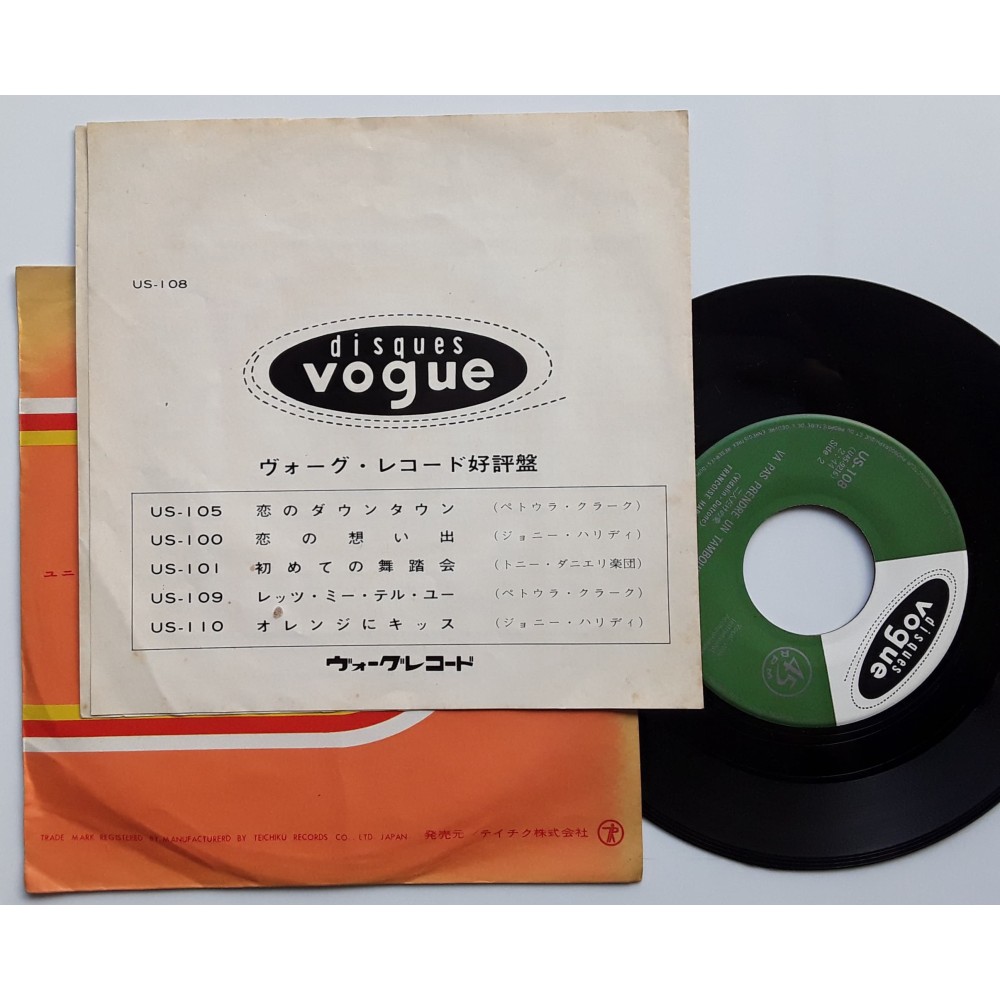 US-108
disques
vogue
ヴォーグ・レコード好評盤
US-105 恋のダウンタウン (ペトウラ・クラーク)
US-100 恋の想い出 (ジョニー・ハリディ)
US-101 初めての舞踏会 (トニー・ダニエリ楽団)
US-109 レッツ・ミー・テル・ユー (ペトウラ・クラーク)
US-110 オレンジにキッス (ジョニー・ハリディ)
ヴォーグレコード
ユニ
TRADE MARK REGISTERED BY MANUFACTURERD BY TEICHIKU RECORDS CO., LTD. JAPAN 発売元/テイチク株式会社
US-108
Side 2
VA PAS PRENDRE UN TAMBOU
FRANCOISE HAR
45
RPM
disques
vogue